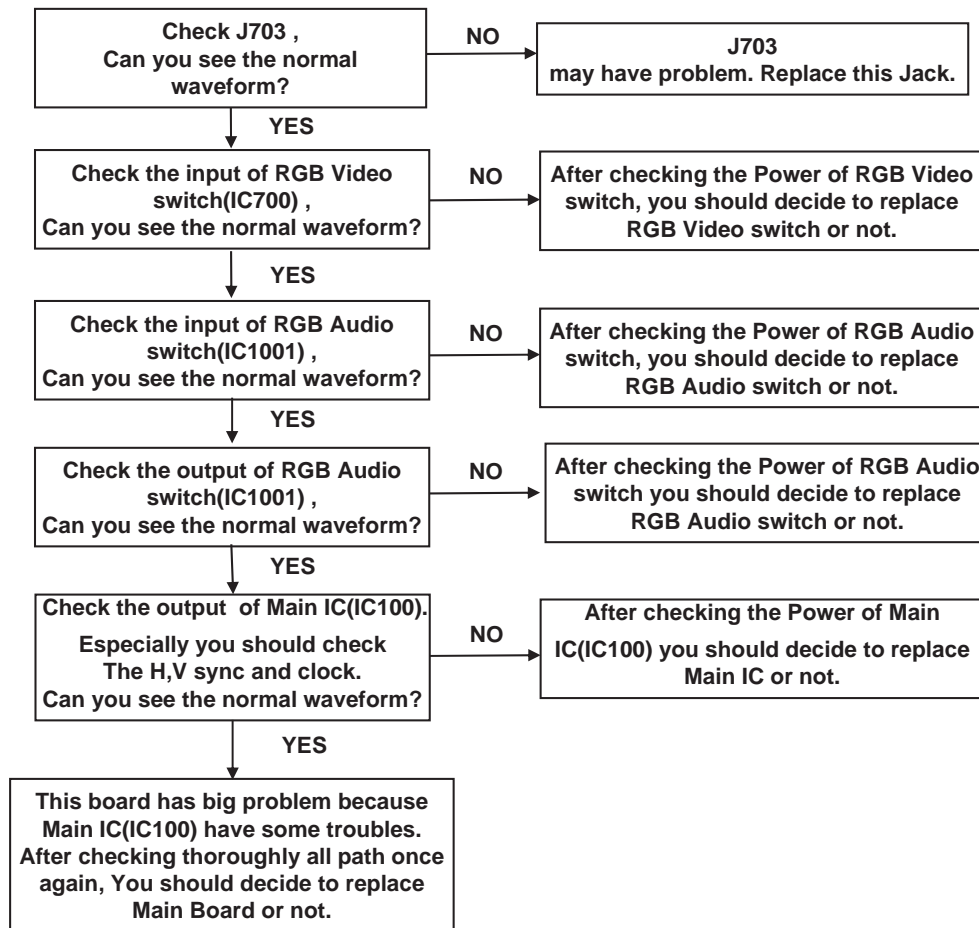 Check J703 ,
Can you see the normal
waveform?
NO
J703
may have problem. Replace this Jack.
YES
Check the input of RGB Video
switch(IC700) ,
Can you see the normal waveform?
NO
After checking the Power of RGB Video
switch, you should decide to replace
RGB Video switch or not.
YES
Check the input of RGB Audio
switch(IC1001) ,
Can you see the normal waveform?
NO
After checking the Power of RGB Audio
switch, you should decide to replace
RGB Audio switch or not.
YES
Check the output of RGB Audio
switch(IC1001) ,
Can you see the normal waveform?
NO
After checking the Power of RGB Audio
switch you should decide to replace
RGB Audio switch or not.
YES
Check the output of Main IC(IC100).
Especially you should check
The H,V sync and clock.
Can you see the normal waveform?
NO
After checking the Power of Main
IC(IC100) you should decide to replace
Main IC or not.
YES
This board has big problem because
Main IC(IC100) have some troubles.
After checking thoroughly all path once
again, You should decide to replace
Main Board or not.